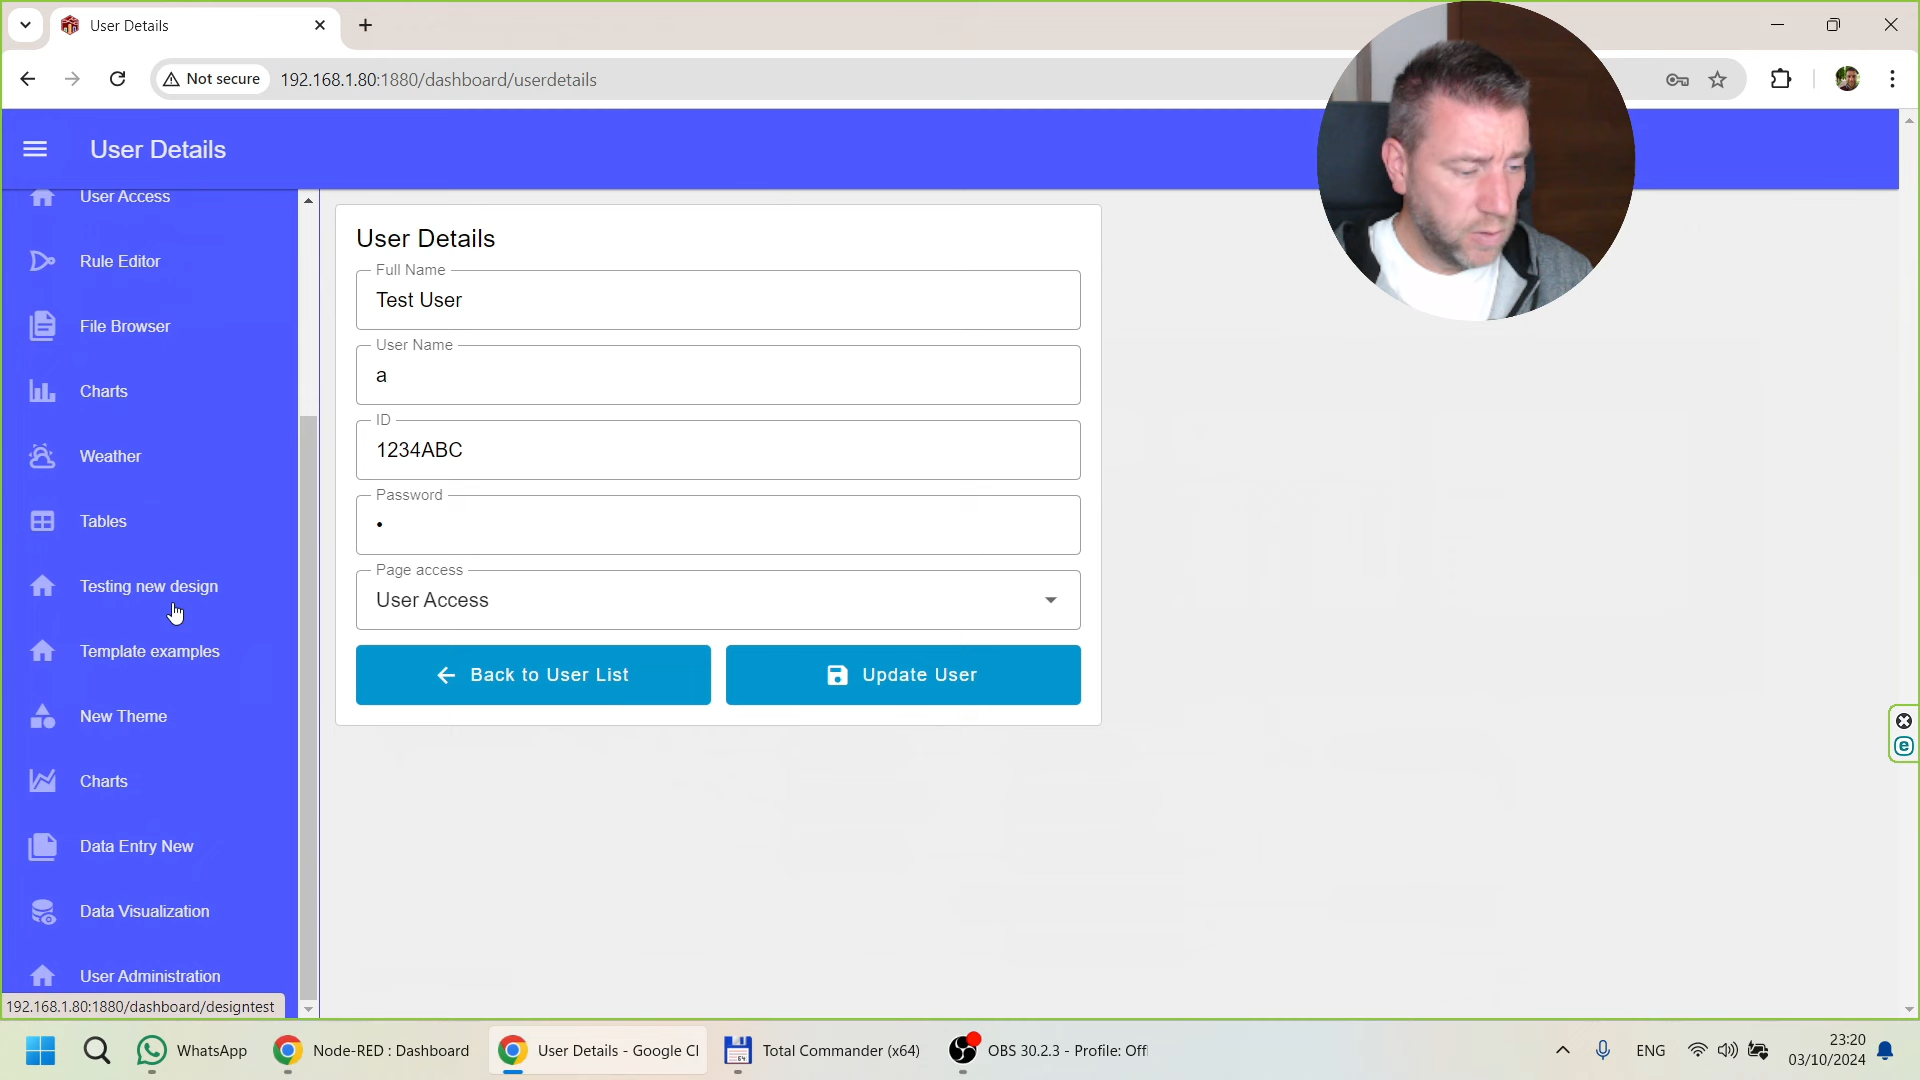 User Details
Not secure
192.168.1.80:1880/dashboard/userdetails
User Details
User Access
Rule Editor
File Browser
Charts
Weather
Tables
Testing new design
Template examples
New Theme
Charts
Data Entry New
Data Visualization
User Administration
192.168.1.80:1880/dashboard/designtest
User Details
Full Name
Test User
User Name
a
ID
1234ABC
Password
•
Page access
User Access
Back to User List
Update User
WhatsApp
Node-RED : Dashboard
User Details - Google Cl
64
Total Commander (x64)
OBS 30.2.3 - Profile: Off
ENG
23:20
03/10/2024